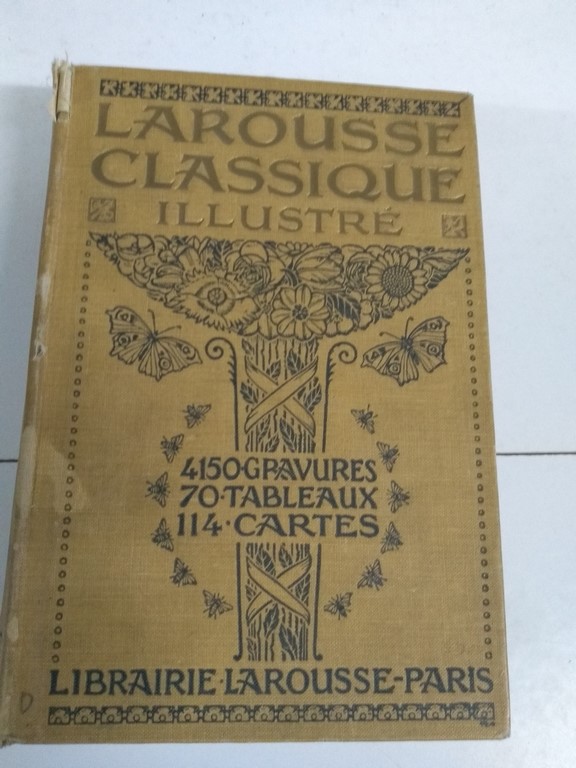 LAROUSSE
CLASSIQUE
ILLUSTRÉ
4150·GRAVURES
70·TABLEAUX
114·CARTES
LIBRAIRIE·LAROUSSE-PARIS